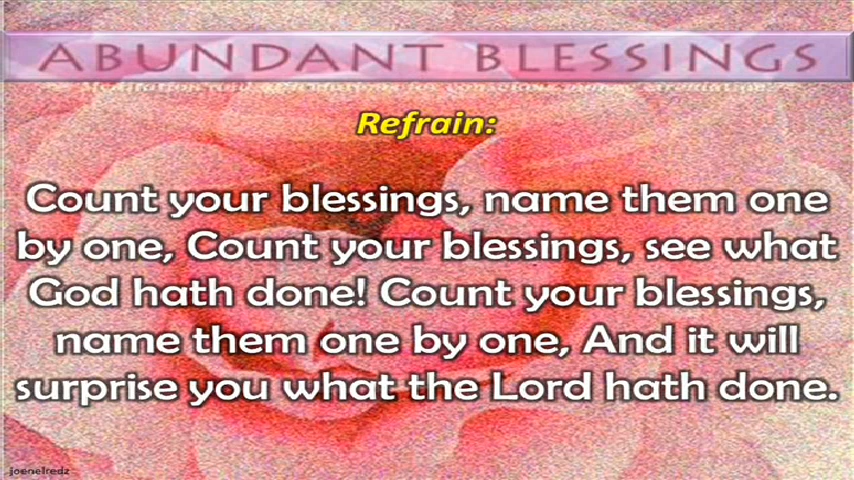 ABUNDANT BLESSINGS
Refrain:
Count your blessings, name them one
by one, Count your blessings, see what
God hath done! Count your blessings,
name them one by one, And it will
surprise you what the Lord hath done.
joenelredz